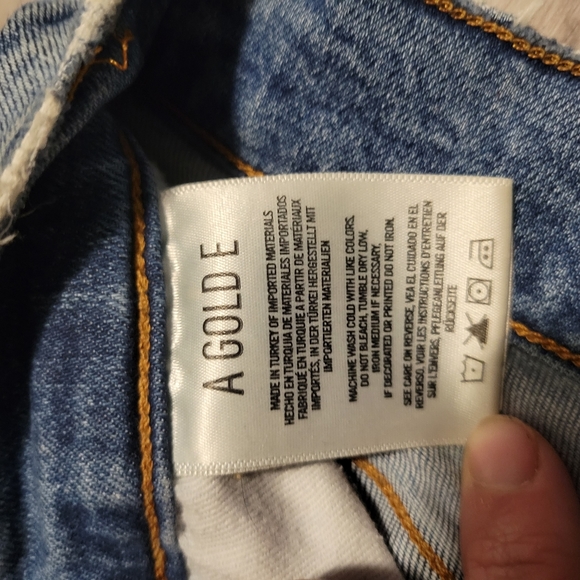 A GOLD E
MADE IN TURKEY OF IMPORTED MATERIALS
HECHO EN TURQUIA DE MATERIALES IMPORTADOS
FABRIQUÉ EN TURQUIE A PARTIR DE MATERIAUX
IMPORTÉS, IN DER TÜRKEI HERGESTELLT MIT
IMPORTIERTEN MATERIALIEN
MACHINE WASH COLD WITH LIKE COLORS.
DO NOT BLEACH. TUMBLE DRY LOW.
IRON MEDIUM IF NECESSARY.
IF DECORATED OR PRINTED DO NOT IRON.
SEE CARE ON REVERSE. VEA EL CUIDADO EN EL
REVERSO. VOIR LES INSTRUCTIONS D'ENTRETIEN
SUR L'ENVERS. PFLEGEANLEITUNG AUF DER
RÜCKSEITE